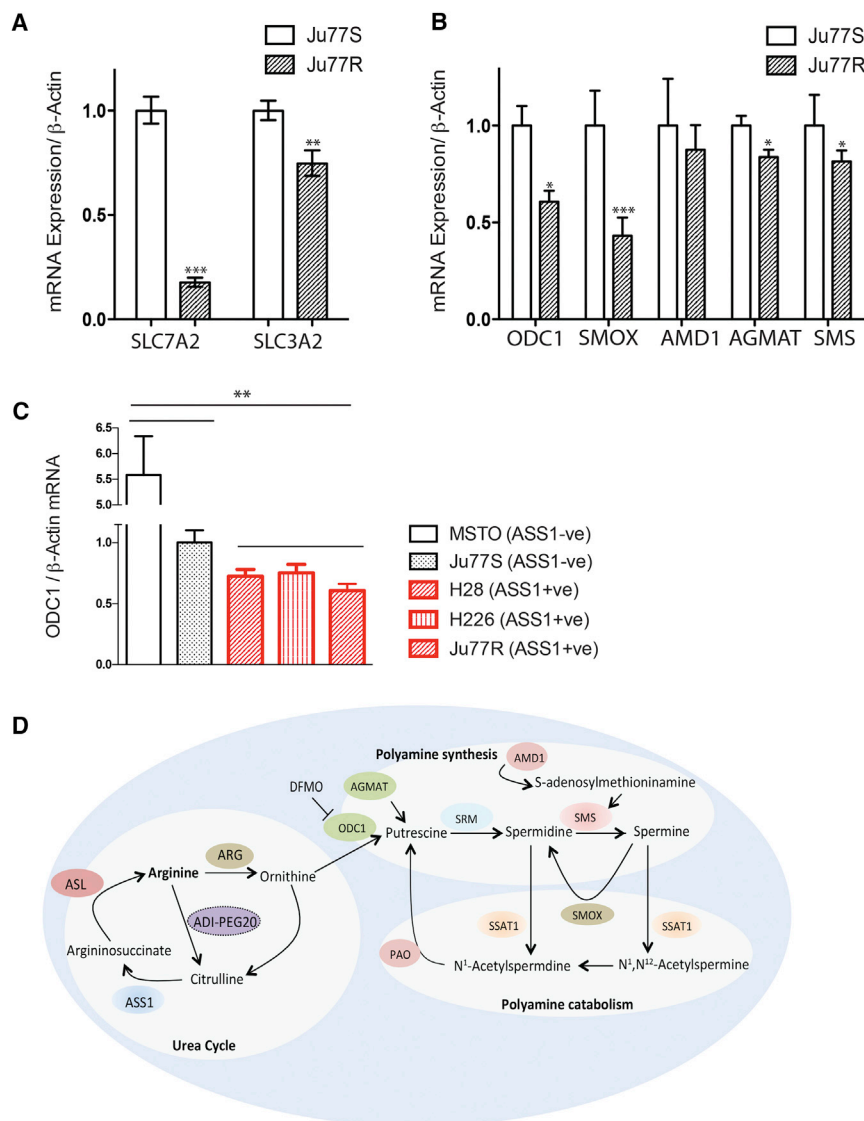 A
Ju77S
Ju77R
mRNA Expression/ β-Actin
1.0
0.5
0.0
***
**
SLC7A2
SLC3A2
B
Ju77S
Ju77R
mRNA Expression/ β-Actin
1.0
0.5
0.0
*
***
*
*
ODC1
SMOX
AMD1
AGMAT
SMS
C
**
ODC1 / β-Actin mRNA
6.5
6.0
5.5
5.0
1.0
0.5
0.0
MSTO (ASS1-ve)
Ju77S (ASS1-ve)
H28 (ASS1+ve)
H226 (ASS1+ve)
Ju77R (ASS1+ve)
D
Polyamine synthesis
AMD1
S-adenosylmethioninamine
DFMO
AGMAT
ODC1
Putrescine
SRM
Spermidine
SMS
Spermine
ASL
Arginine
ARG
Ornithine
ADI-PEG20
Argininosuccinate
Citrulline
ASS1
Urea Cycle
SMOX
SSAT1
SSAT1
PAO
N¹-Acetylspermdine
N¹,N¹²-Acetylspermine
Polyamine catabolism